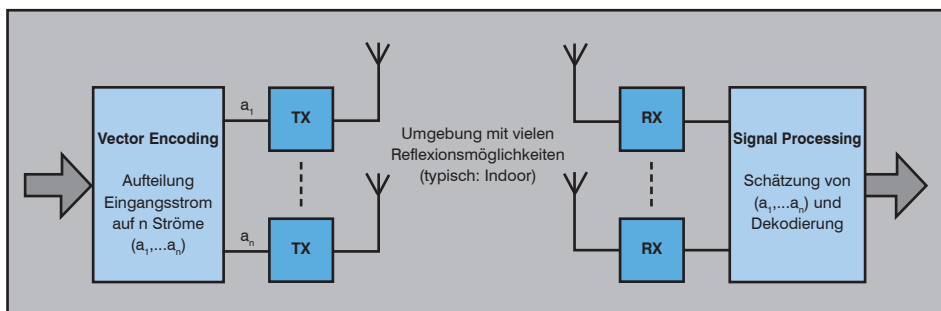 Vector Encoding
Aufteilung
Eingangsstrom
auf n Ströme
(a₁,...aₙ)
a₁
TX
aₙ
TX
Umgebung mit vielen
Reflexionsmöglichkeiten
(typisch: Indoor)
RX
RX
Signal Processing
Schätzung von
(a₁,...aₙ) und
Dekodierung